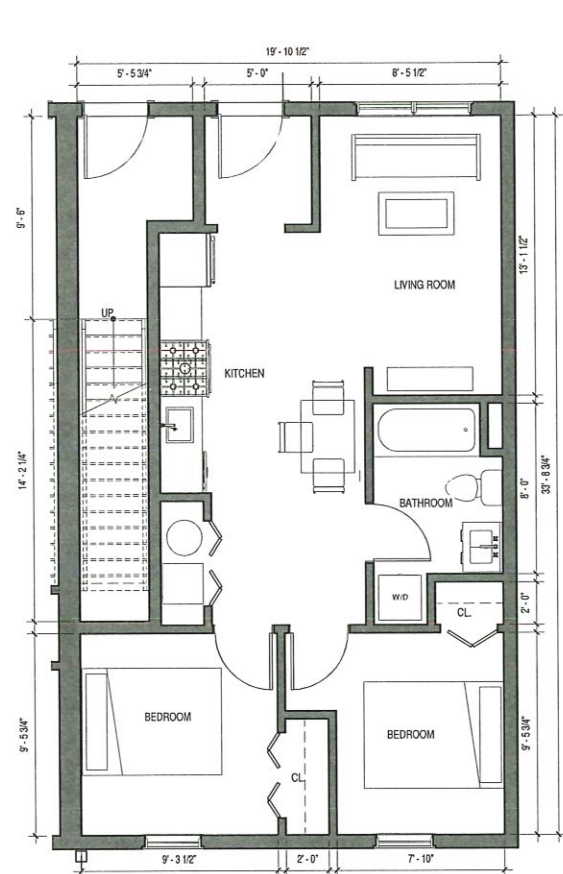 19' - 10 1/2"
5' - 5 3/4"
5' - 0"
8' - 5 1/2"
9' - 6"
13' - 1 1/2"
LIVING ROOM
UP
KITCHEN
14' - 2 1/4"
BATHROOM
8' - 0"
33' - 8 3/4"
W/D
CL.
2' - 0"
BEDROOM
BEDROOM
9' - 5 3/4"
9' - 5 3/4"
CL.
9' - 3 1/2"
2' - 0"
7' - 10"